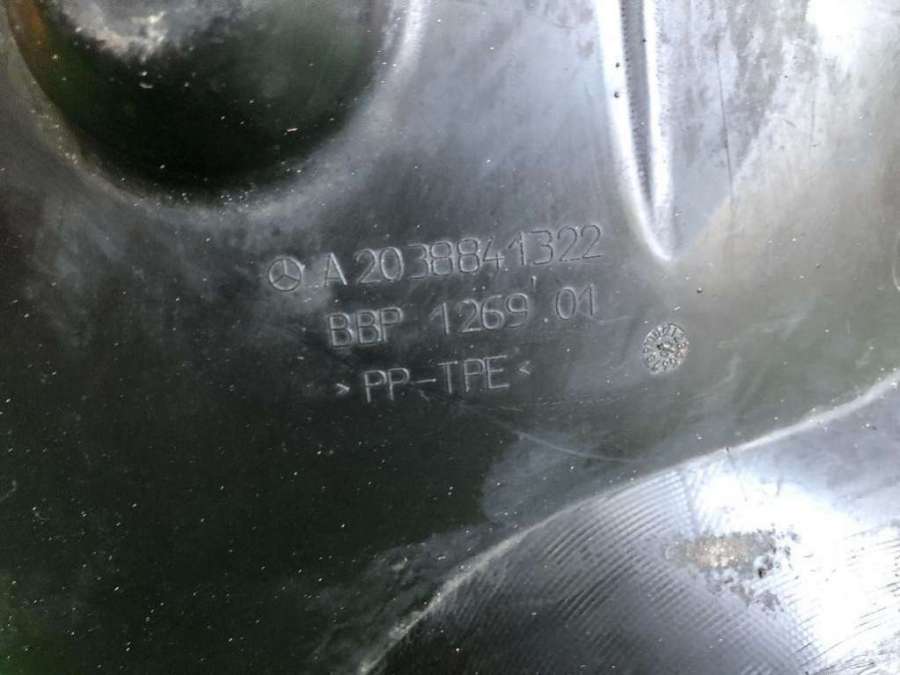 A 2038841322
BBP 1269 01
> PP-TPE <